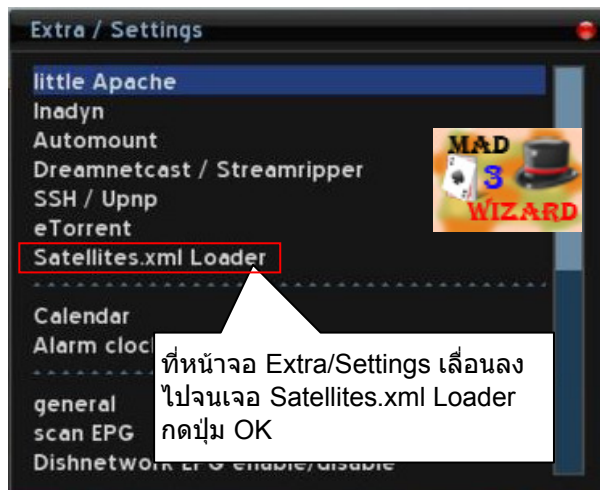 Extra / Settings
little Apache
Inadyn
Automount
Dreamnetcast / Streamripper
SSH / Upnp
eTorrent
Satellites.xml Loader
MAD
3
WIZARD
Calendar
Alarm cloc
ที่หน้าจอ Extra/Settings เลื่อนลง
ไปจนเจอ Satellites.xml Loader
กดปุ่ม OK
general
scan EPG
Dishnetwork EPG enable/disable